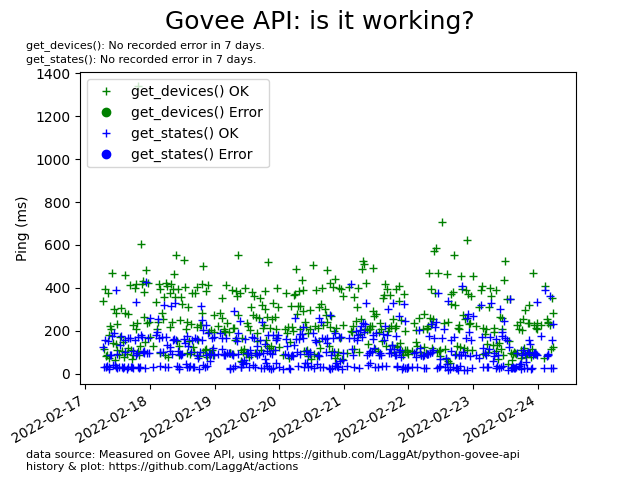 Govee API: is it working?
get_devices(): No recorded error in 7 days.
get_states(): No recorded error in 7 days.
1400
1200
1000
800
600
400
200
0
Ping (ms)
get_devices() OK
get_devices() Error
get_states() OK
get_states() Error
2022-02-17
2022-02-18
2022-02-19
2022-02-20
2022-02-21
2022-02-22
2022-02-23
2022-02-24
data source: Measured on Govee API, using https://github.com/LaggAt/python-govee-api
history & plot: https://github.com/LaggAt/actions